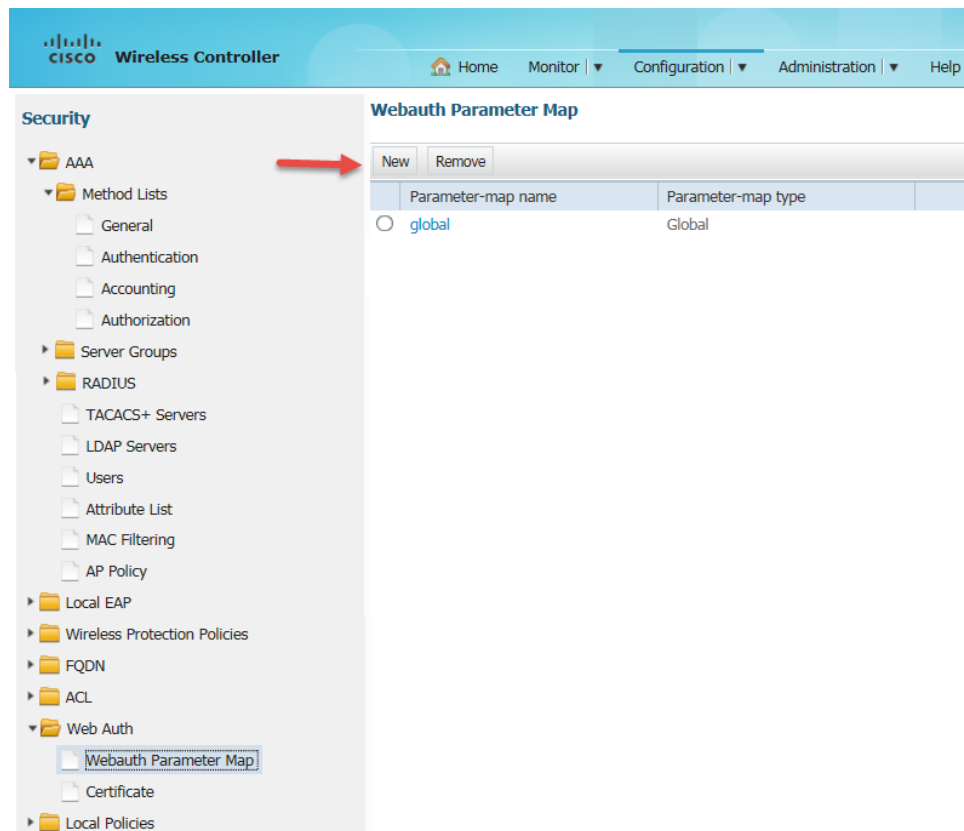 CISCO Wireless Controller
Home Monitor Configuration Administration Help
Security
AAA
Method Lists
General
Authentication
Accounting
Authorization
Server Groups
RADIUS
TACACS+ Servers
LDAP Servers
Users
Attribute List
MAC Filtering
AP Policy
Local EAP
Wireless Protection Policies
FQDN
ACL
Web Auth
Webauth Parameter Map
Certificate
Local Policies
Webauth Parameter Map
New Remove
Parameter-map name Parameter-map type
global Global